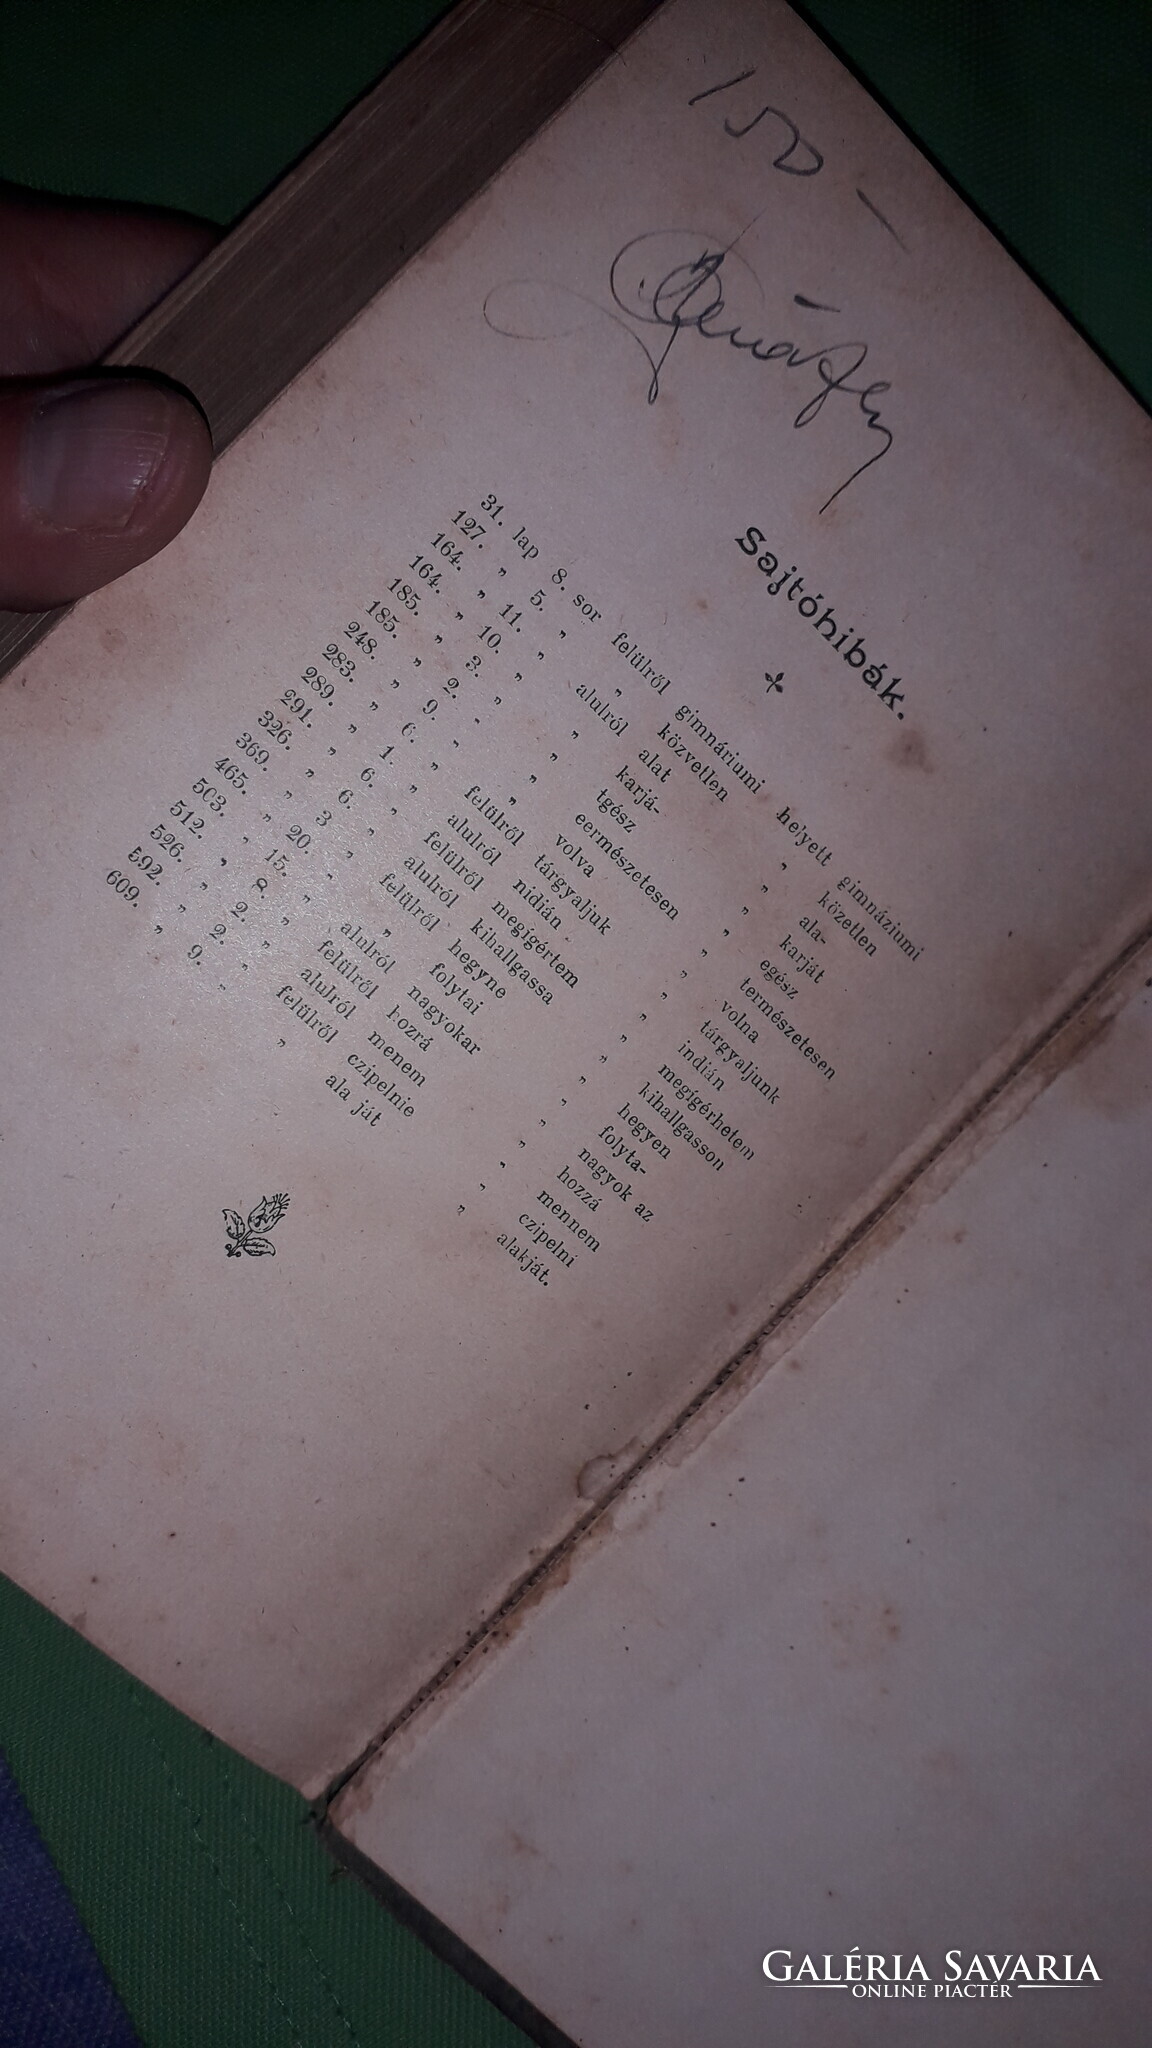 150 –
Sajtóhibák.
31. lap 8. sor felülről gimnáriumi helyett gimnáziumi
127. „ 5. „ „ közvetlen „ közetlen
164. „ 11. „ alulról alat „ ala-
164. „ 10. „ „ karjá- „ karját
185. „ 3. „ „ tgész „ egész
185. „ 2. „ „ eermészetesen „ természetesen
248. „ 9. „ „ volva „ volna
283. „ 6. „ felülről tárgyaljuk „ tárgyaljunk
289. „ 1. „ alulról nidián „ indián
291. „ 6. „ felülről megígértem „ megígérhetem
326. „ 6. „ alulról kihallgassa „ kihallgasson
369. „ 3 „ felülről hegyne „ hegyen
465. „ 20. „ „ folytai „ folyta-
503. „ 15. „ alulról nagyokar „ nagyok az
512. „ 8. „ felülről hozrá „ hozzá
526. „ 2. „ alulról menem „ mennem
592. „ 2. „ felülről czipelnie „ czipelni
609. „ 9. „ „ ala ját „ alakját.
GALÉRIA SAVARIA
ONLINE PIACTÉR